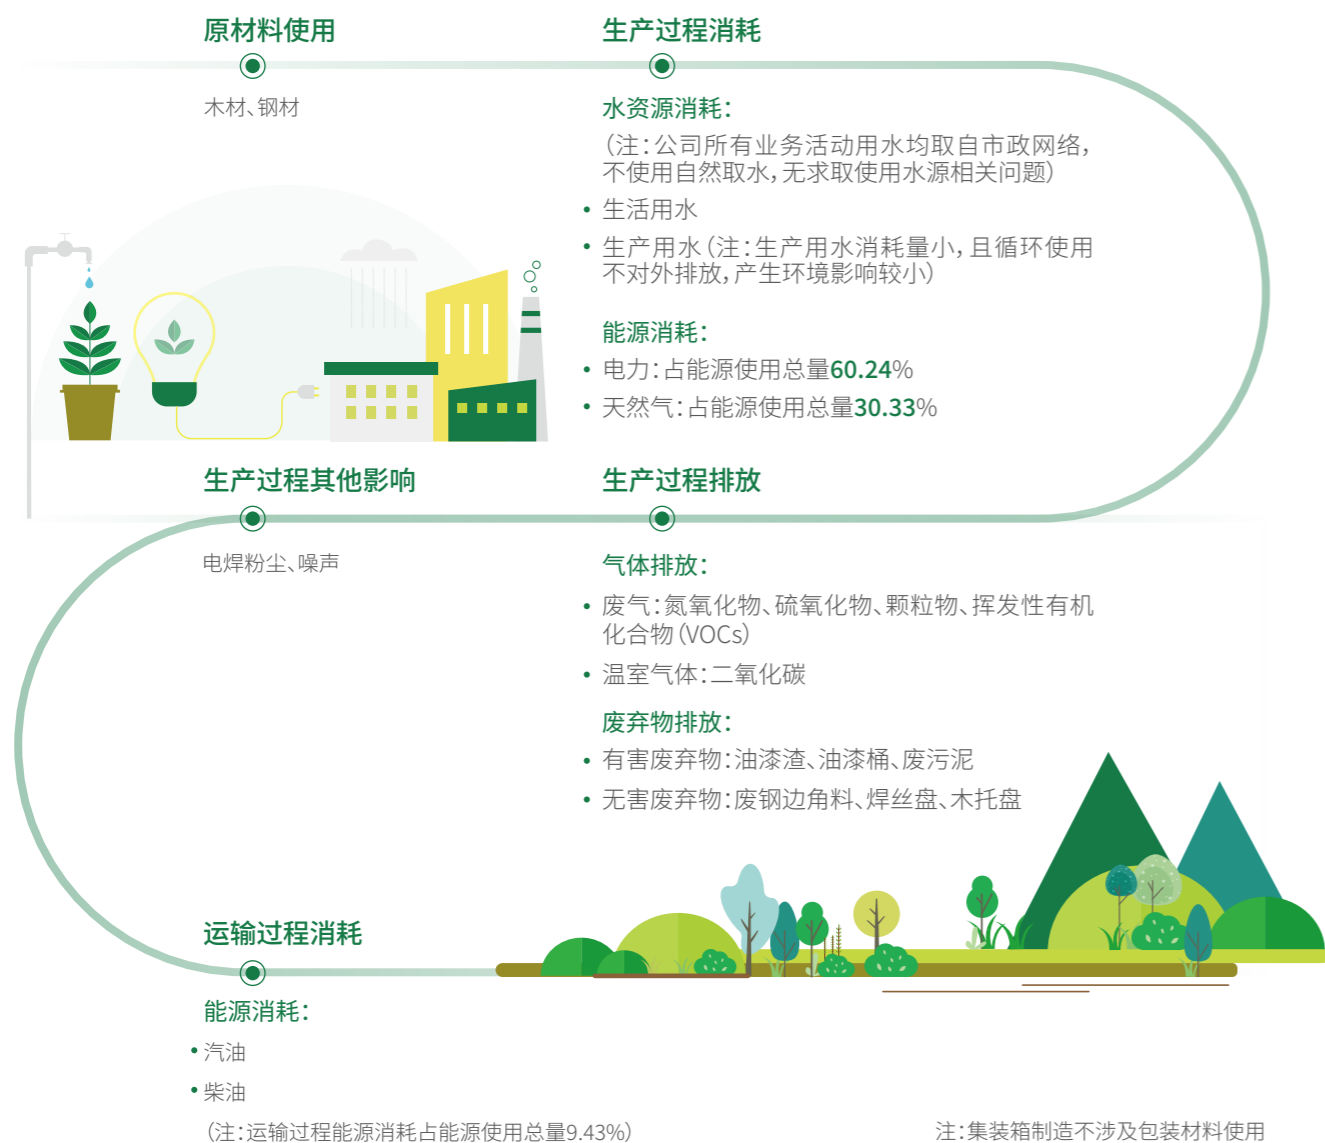 原材料使用
木材、钢材
生产过程消耗
水资源消耗：
（注：公司所有业务活动用水均取自市政网络，
不使用自然取水，无求取使用水源相关问题）
• 生活用水
• 生产用水（注：生产用水消耗量小，且循环使用
不对外排放，产生环境影响较小）
能源消耗：
• 电力：占能源使用总量60.24%
• 天然气：占能源使用总量30.33%
生产过程排放
气体排放：
• 废气：氮氧化物、硫氧化物、颗粒物、挥发性有机
化合物（VOCs）
• 温室气体：二氧化碳
废弃物排放：
• 有害废弃物：油漆渣、油漆桶、废污泥
• 无害废弃物：废钢边角料、焊丝盘、木托盘
生产过程其他影响
电焊粉尘、噪声
运输过程消耗
能源消耗：
• 汽油
• 柴油
（注：运输过程能源消耗占能源使用总量9.43%）
注：集装箱制造不涉及包装材料使用